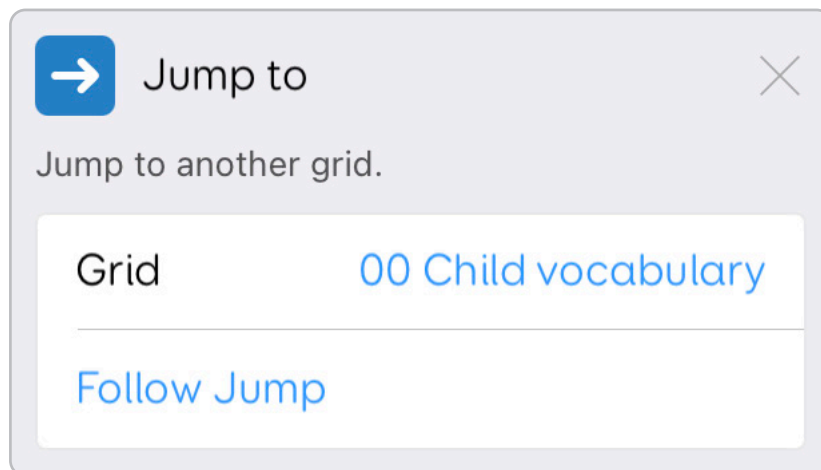 Jump to
Jump to another grid.
Grid 00 Child vocabulary
Follow Jump